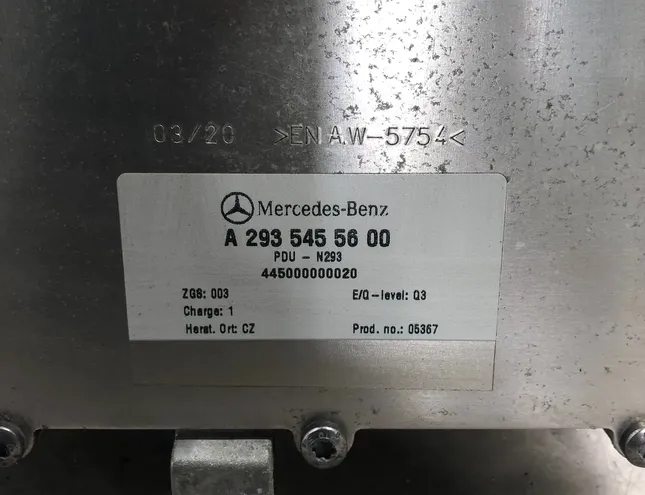 03/20 >EN AW-5754<
Mercedes-Benz
A 293 545 56 00
PDU - N293
445000000020
ZGS: 003 E/Q-level: Q3
Charge: 1
Herst. Ort: CZ Prod. no.: 05367